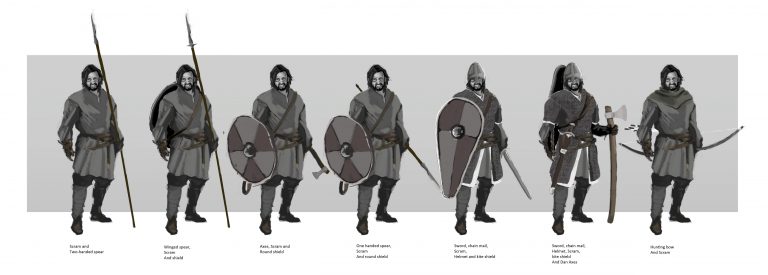 Scram and
Two-handed spear
Winged spear,
Scram
And shield
Axes, Scram and
Round shield
One handed spear,
Scram
And round shield
Sword, chain mail,
Scram,
Helmet and kite shield
Sword, chain mail,
Helmet, Scram,
kite shield
And Dan Axes
Hunting bow
And Scram